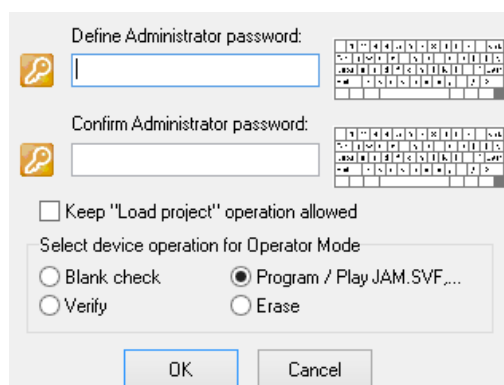 Define Administrator password:
Confirm Administrator password:
Keep "Load project" operation allowed
Select device operation for Operator Mode
Blank check
Program / Play JAM.SVF,...
Verify
Erase
OK
Cancel